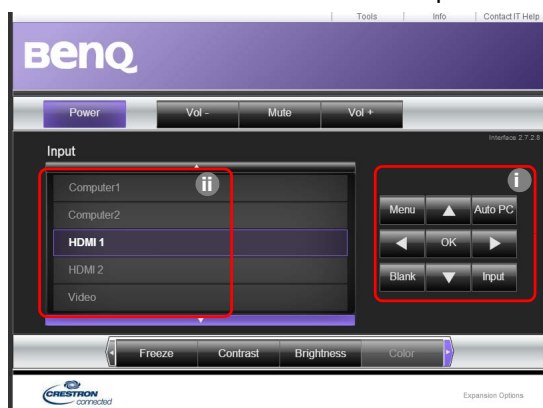 Tools | Info | Contact IT Help
BenQ
Power Vol - Mute Vol +
Interface 2.7.2.8
Input
i
ii
Computer1
Computer2
HDMI 1
HDMI 2
Video
Menu Auto PC
OK
Blank Input
Freeze Contrast Brightness Color
CRESTRON
connected
Expansion Options